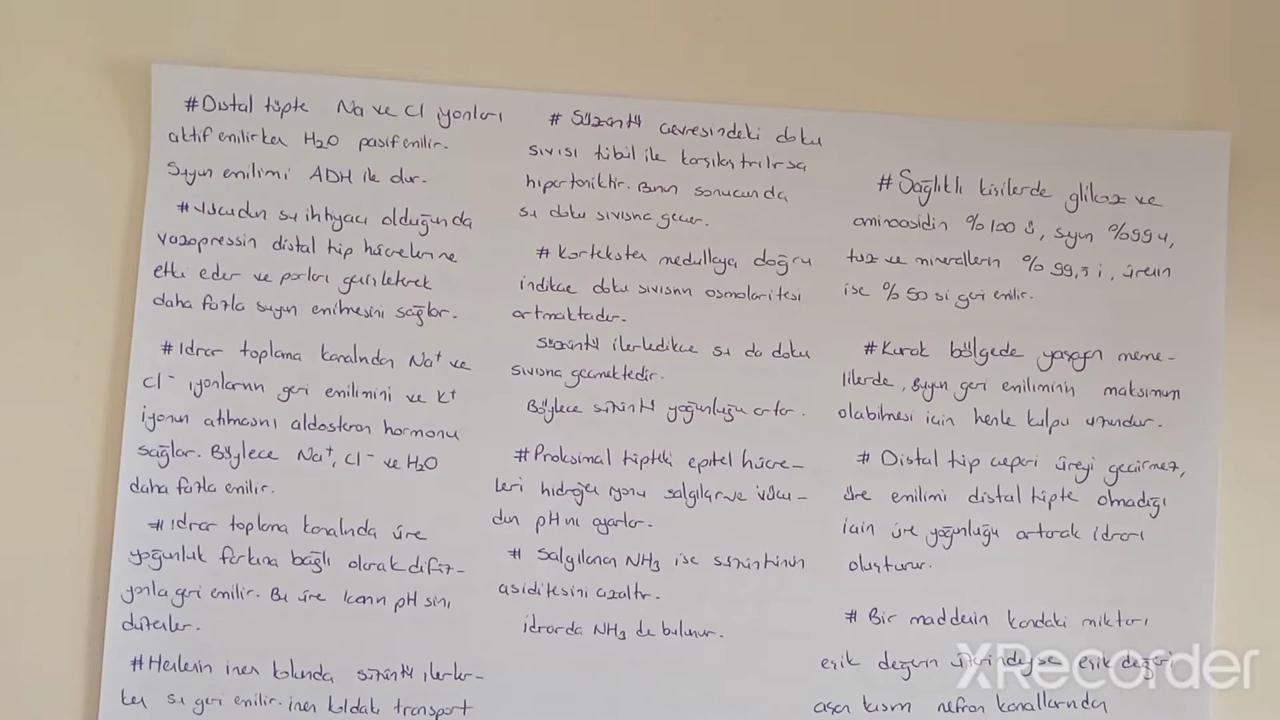 #Distal tüpte Na ve Cl iyonları
aktif emilirken H₂O pasif emilir.
Suyun emilimi ADH ile olur.
#Vücudun su ihtiyacı olduğunda
vazopressin distal tüp hücrelerine
etki eder ve porları genişleterek
daha fazla suyun emilmesini sağlar.
#İdrar toplama kanalından Na⁺ ve
Cl⁻ iyonlarının geri emilimini ve K⁺
iyonun atılmasını aldosteron hormonu
sağlar. Böylece Na⁺, Cl⁻ ve H₂O
daha fazla emilir.
#İdrar toplama kanalında üre
yoğunluk farkına bağlı olarak difüz-
yonla geri emilir. Bu üre kanın pH sını
düzenler.
#Henlenin inen kolunda süzüntü ilerler-
ken su geri emilir. inen koldaki transport
# Süzüntü çevresindeki doku
sıvısı tübül ile karşılaştırılırsa
hipertoniktir. Bunun sonucunda
su doku sıvısına geçer.
# Korteksten medullaya doğru
indikçe doku sıvısının osmolaritesi
artmaktadır.
Süzüntü ilerledikçe su da doku
sıvısına geçmektedir.
Böylece süzüntü yoğunluğu artar.
# Proksimal tüpteki epitel hücre-
leri hidrojen iyonu salgılar ve vücu-
dun pH nı ayarlar.
# Salgılanan NH₃ ise süzüntünün
asiditesini azaltır.
idrarda NH₃ de bulunur.
#Sağlıklı kişilerde glikoz ve
aminoasidin %100 ü, suyun %99 u,
tuz ve minerallerin %99,5 i, ürenin
ise %50 si geri emilir.
#Kurak bölgede yaşayan meme-
lilerde, suyun geri emiliminin maksimum
olabilmesi için henle kulpu uzundur.
# Distal tüp çeperi üreyi geçirmez,
üre emilimi distal tüpte olmadığı
için üre yoğunluğu artarak idrarı
oluşturur.
# Bir maddenin kandaki miktarı
eşik değerin üzerindeyse eşik değeri
aşan kısım nefron kanallarından
XRecorder